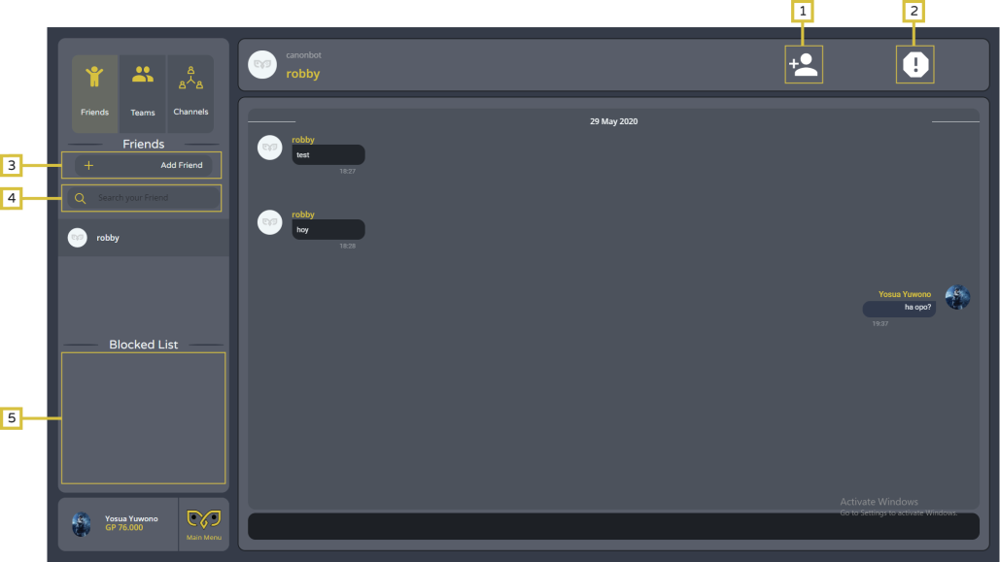 1
2
canonbot
robby
Friends
Teams
Channels
Friends
3
Add Friend
4
Search your Friend
robby
29 May 2020
robby
test
18:27
robby
hoy
18:28
Yosua Yuwono
ha opo?
19:37
Blocked List
5
Activate Windows
Go to Settings to activate Windows.
Yosua Yuwono
GP 76.000
Main Menu